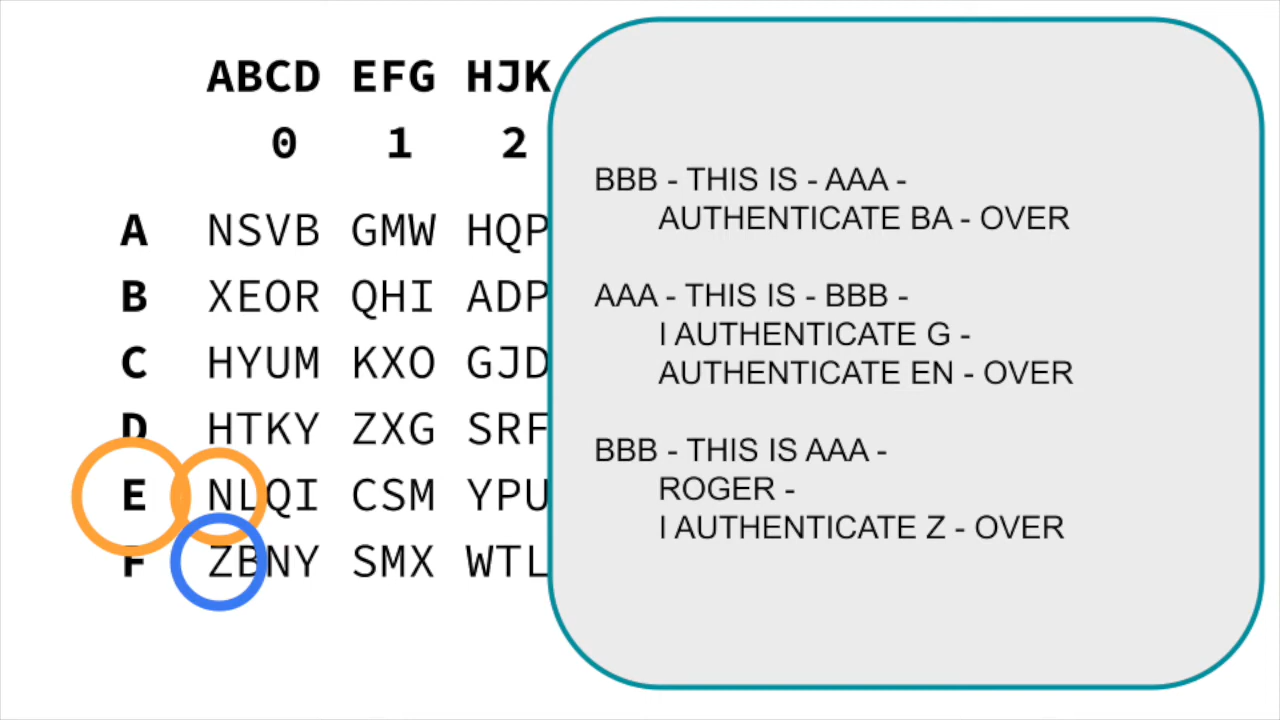 ABCD EFG HJK
0 1 2
A NSVB GMW HQP
B XEOR QHI ADP
C HYUM KXO GJD
D HTKY ZXG SRF
E NLQI CSM YPU
F ZBNY SMX WTL
BBB - THIS IS - AAA -
AUTHENTICATE BA - OVER
AAA - THIS IS - BBB -
I AUTHENTICATE G -
AUTHENTICATE EN - OVER
BBB - THIS IS AAA -
ROGER -
I AUTHENTICATE Z - OVER